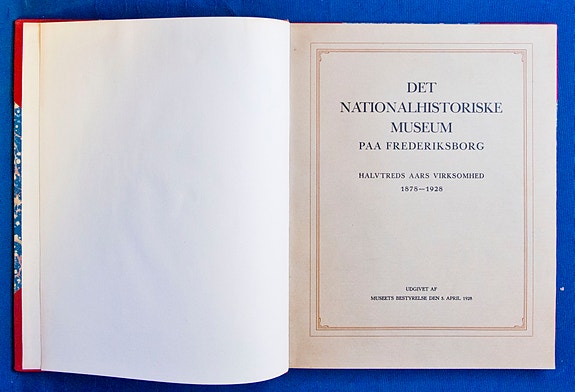 DET
NATIONALHISTORISKE
MUSEUM
PAA FREDERIKSBORG
HALVTREDS AARS VIRKSOMHED
1878—1928
UDGIVET AF
MUSEETS BESTYRELSE DEN 5. APRIL 1928